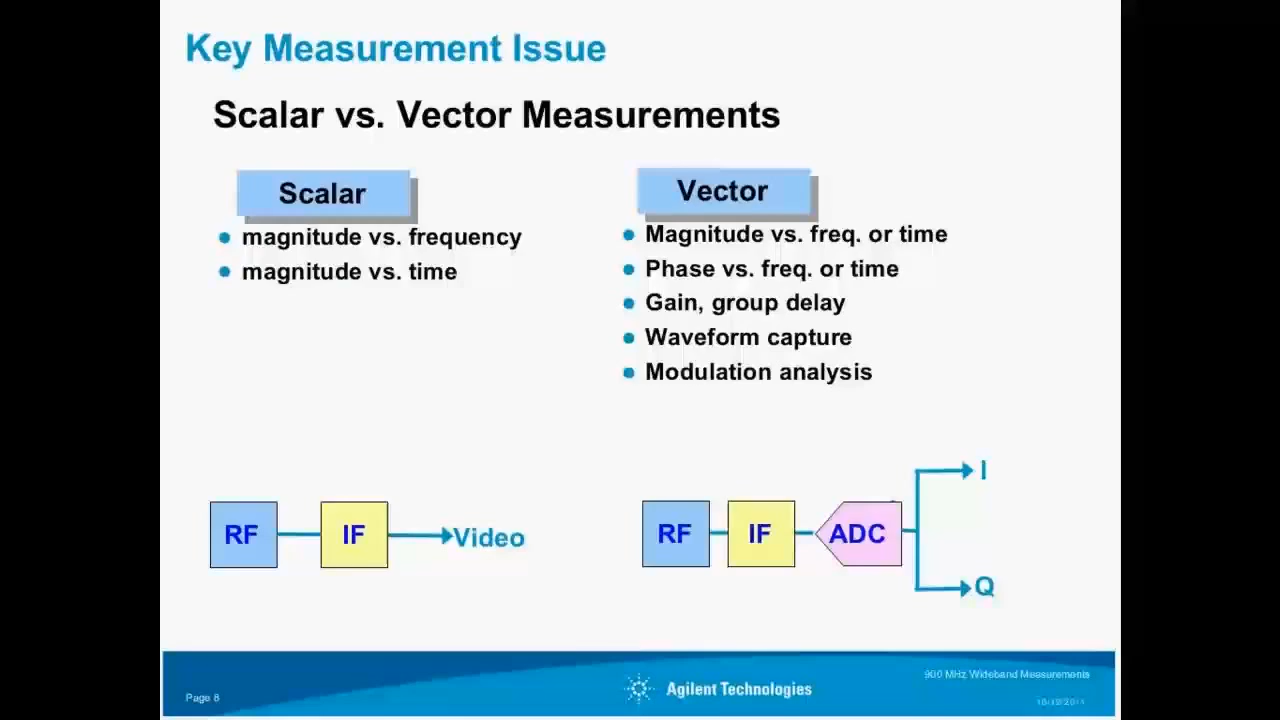 Key Measurement Issue
Scalar vs. Vector Measurements
Scalar
magnitude vs. frequency
magnitude vs. time
Vector
Magnitude vs. freq. or time
Phase vs. freq. or time
Gain, group delay
Waveform capture
Modulation analysis
RF
IF
Video
RF
IF
ADC
I
Q
Page 8
Agilent Technologies
900 MHz Wideband Measurements